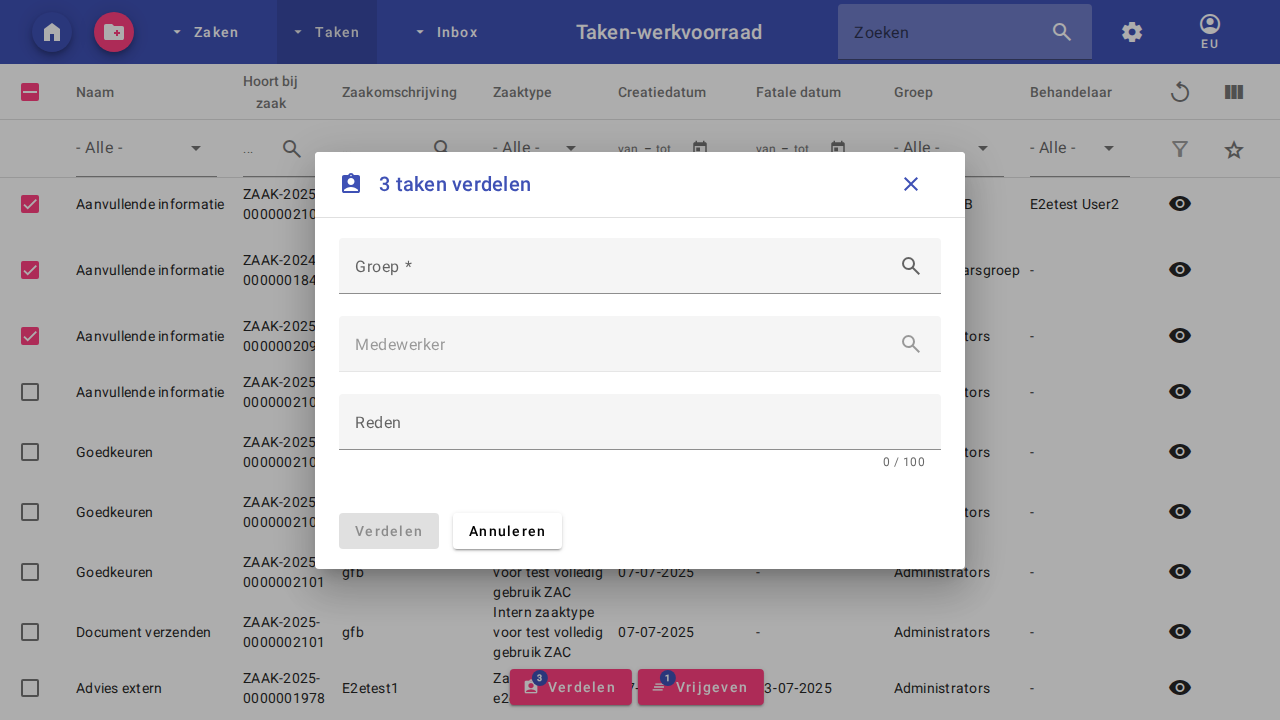 Zaken
Taken
Inbox
Taken-werkvoorraad
Zoeken
EU
Naam
Hoort bij zaak
Zaakomschrijving
Zaaktype
Creatiedatum
Fatale datum
Groep
Behandelaar
- Alle -
...
- Alle -
van – tot
van – tot
- Alle -
- Alle -
3 taken verdelen
Groep *
Medewerker
Reden
0 / 100
Verdelen
Annuleren
Aanvullende informatie
ZAAK-2025
000000210
B
E2etest User2
Aanvullende informatie
ZAAK-2024
000000184
arsgroep
-
Aanvullende informatie
ZAAK-2025
000000209
tors
-
Aanvullende informatie
ZAAK-2025
000000210
tors
-
Goedkeuren
ZAAK-2025
000000210
tors
-
Goedkeuren
ZAAK-2025
000000210
tors
-
Goedkeuren
ZAAK-2025-
0000002101
gfb
voor test volledig
gebruik ZAC
07-07-2025
-
Administrators
-
Document verzenden
ZAAK-2025-
0000002101
gfb
Intern zaaktype
voor test volledig
gebruik ZAC
07-07-2025
-
Administrators
-
Advies extern
ZAAK-2025-
0000001978
E2etest1
3-07-2025
Administrators
-
3
Verdelen
1
Vrijgeven